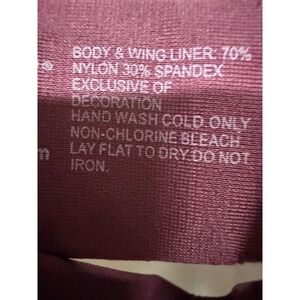 BODY & WING LINER: 70%
NYLON 30% SPANDEX
EXCLUSIVE OF
DECORATION
HAND WASH COLD. ONLY
NON-CHLORINE BLEACH.
LAY FLAT TO DRY. DO NOT
IRON.